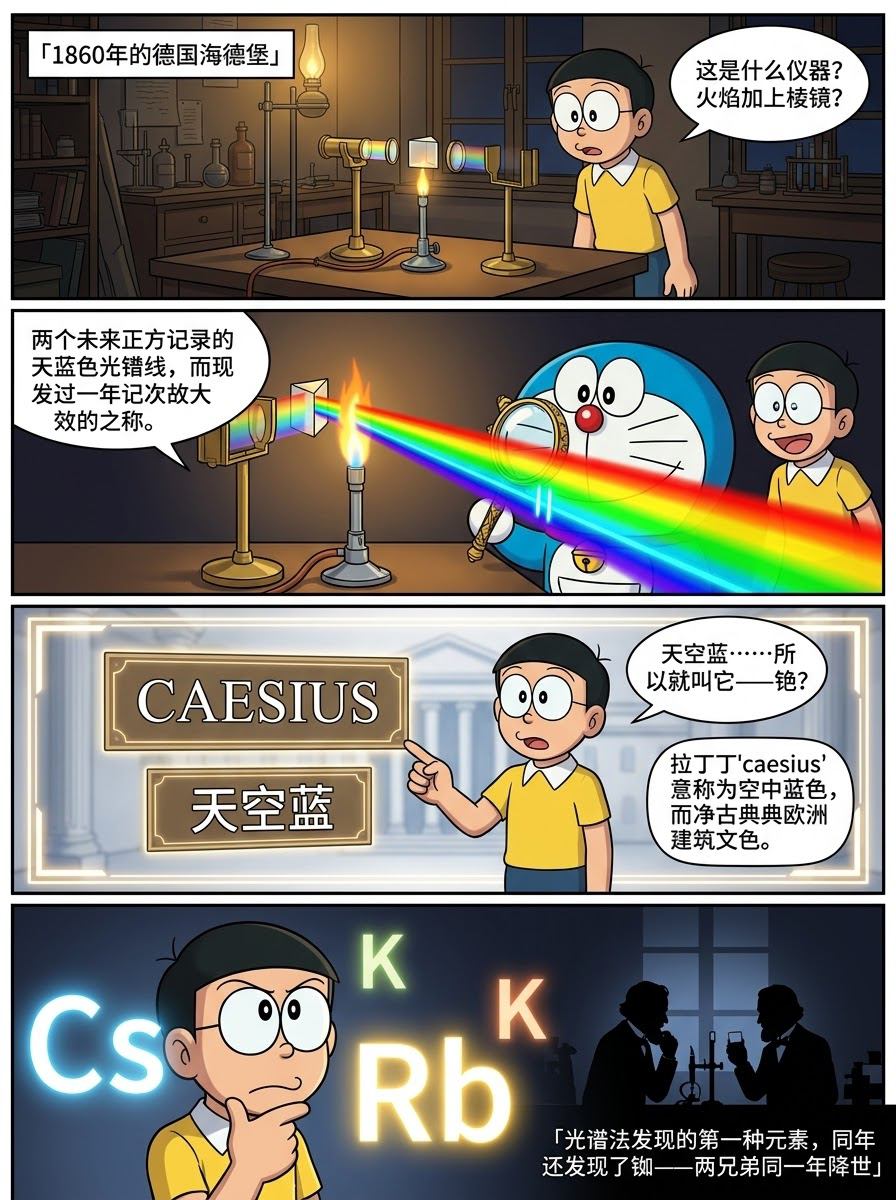 「1860年的德国海德堡」
这是什么仪器？
火焰加上棱镜？
两个未来正方记录的
天蓝色光错线，而现
发过一年记次故大
效的之称。
CAESIUS
天空蓝
天空蓝……所
以就叫它——铯？
拉丁丁'caesius'
意称为空中蓝色，
而净古典典欧洲
建筑文色。
Cs
K
K
Rb
「光谱法发现的第一种元素，同年
还发现了铷——两兄弟同一年降世」